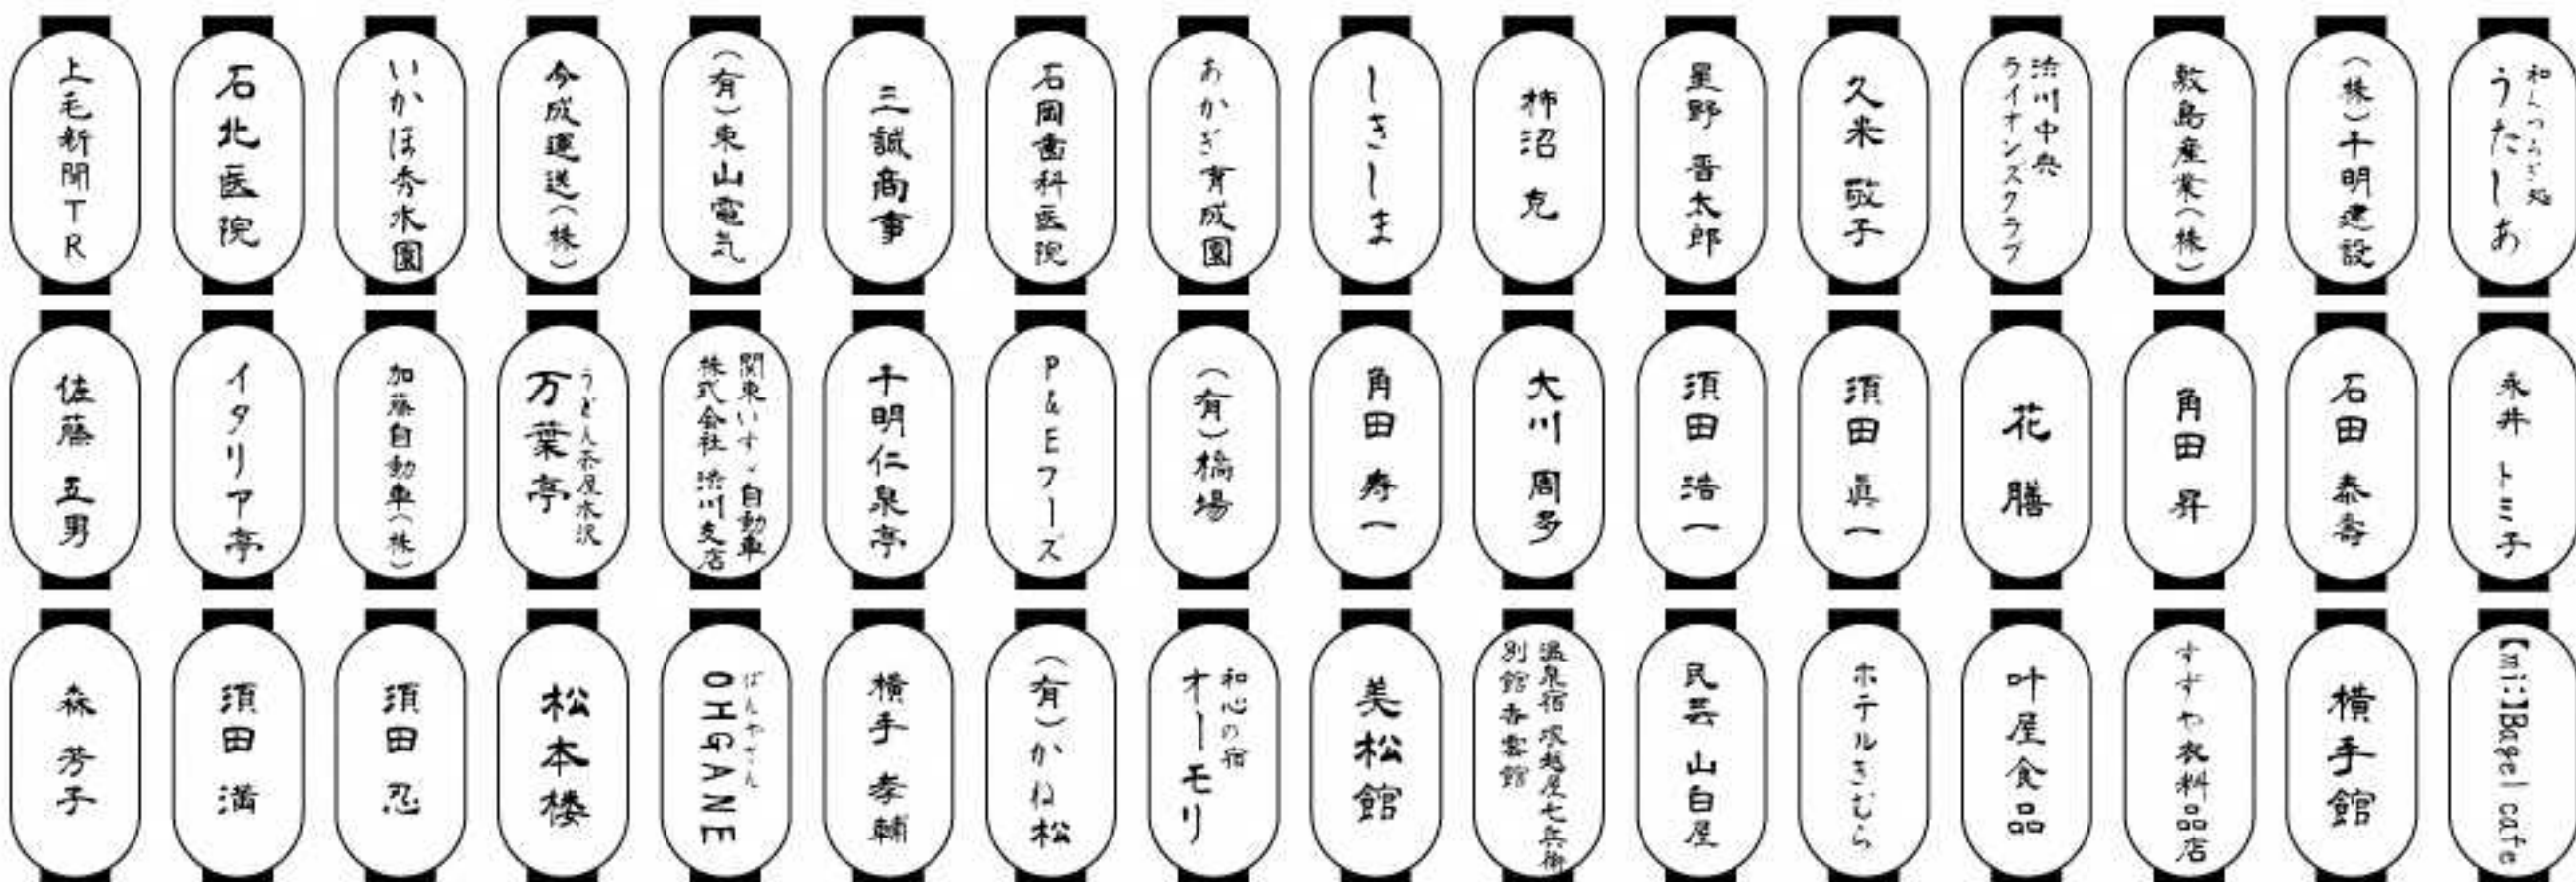 上毛新聞TR
石北医院
いかほ秀水園
今成運送(株)
(有)東山電気
三誠商事
石岡歯科医院
あかぎ育成園
しきしま
柿沼 克
星野 晋太郎
久米 敬子
渋川中央
ライオンズクラブ
敷島産業(株)
(株)千明建設
和んつうぎ処
うたしあ
佐藤 五男
イタリア亭
加藤自動車(株)
うどん茶屋水沢
万葉亭
関東いすゞ自動車
株式会社 渋川支店
千明仁泉亭
P&Eフーズ
(有)橋場
角田 寿一
大川 周多
須田 浩一
須田 眞一
花膳
角田 昇
石田 泰壽
永井 トミ子
森 芳子
須田 満
須田 忍
松本楼
ぱんやさん
OHGANE
横手 孝輔
(有)かね松
和心の宿
オーモリ
美松館
温泉宿 塚越屋七兵衛
別館 香雲館
民芸 山白屋
ホテルきむら
叶屋食品
すずや衣料品店
横手館
【mi:】Bagel cafe